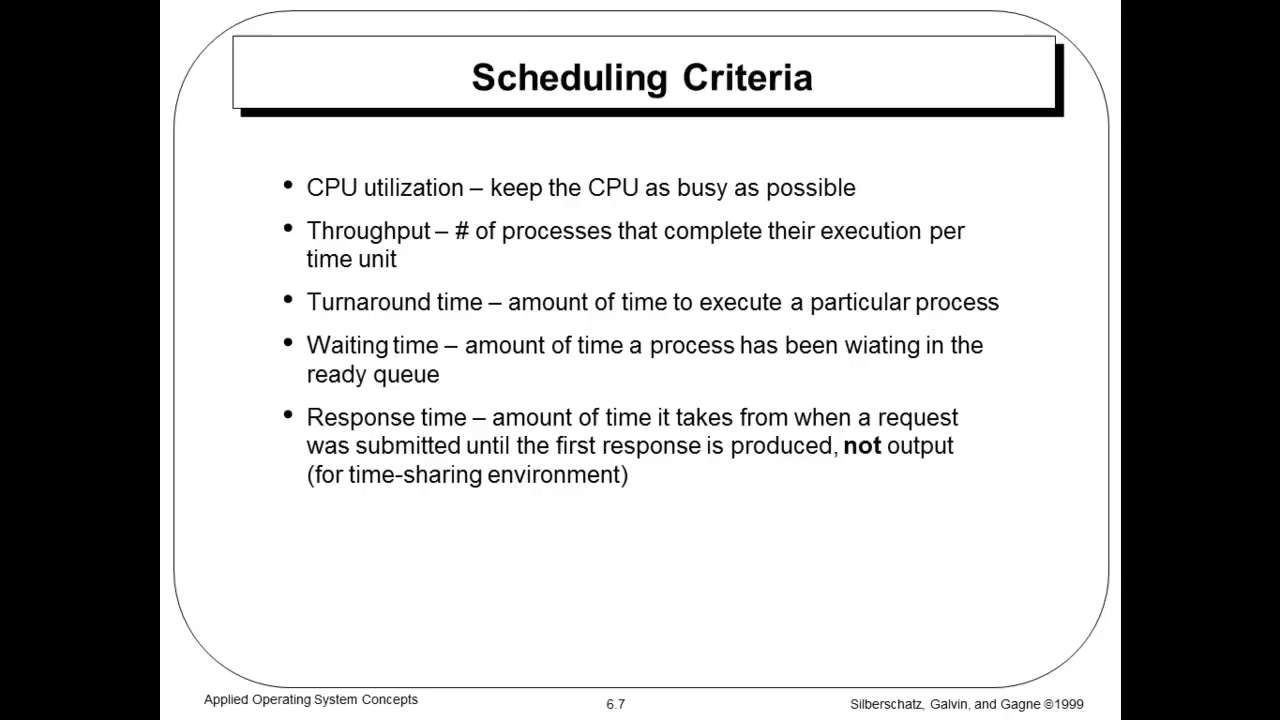 Scheduling Criteria
• CPU utilization – keep the CPU as busy as possible
• Throughput – # of processes that complete their execution per
time unit
• Turnaround time – amount of time to execute a particular process
• Waiting time – amount of time a process has been wiating in the
ready queue
• Response time – amount of time it takes from when a request
was submitted until the first response is produced, not output
(for time-sharing environment)
Applied Operating System Concepts
6.7
Silberschatz, Galvin, and Gagne ©1999